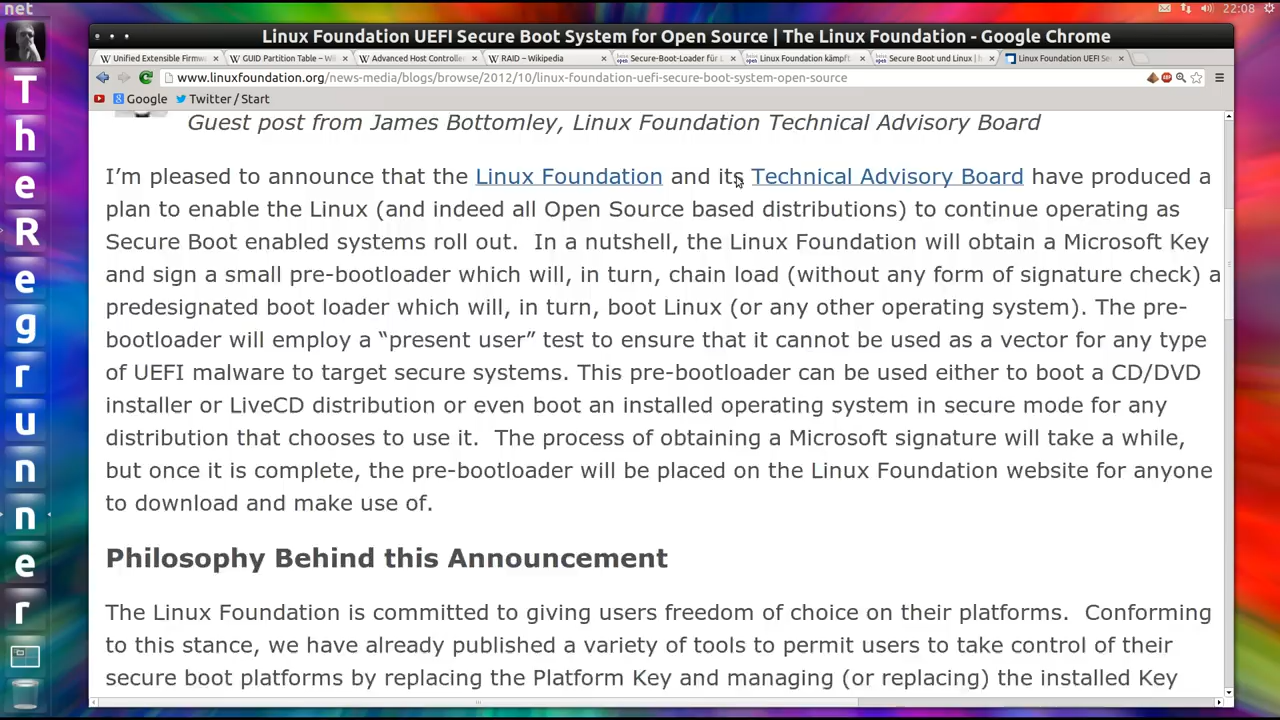 net
22:08
Linux Foundation UEFI Secure Boot System for Open Source | The Linux Foundation - Google Chrome
Unified Extensible Firmw
GUID Partition Table – Wi
Advanced Host Controlle
RAID – Wikipedia
Secure-Boot-Loader für
Linux Foundation kämpft
Secure Boot und Linux | h
Linux Foundation UEFI Se
www.linuxfoundation.org/news-media/blogs/browse/2012/10/linux-foundation-uefi-secure-boot-system-open-source
Google
Twitter / Start
Guest post from James Bottomley, Linux Foundation Technical Advisory Board
I’m pleased to announce that the Linux Foundation and its Technical Advisory Board have produced a
plan to enable the Linux (and indeed all Open Source based distributions) to continue operating as
Secure Boot enabled systems roll out.  In a nutshell, the Linux Foundation will obtain a Microsoft Key
and sign a small pre-bootloader which will, in turn, chain load (without any form of signature check) a
predesignated boot loader which will, in turn, boot Linux (or any other operating system). The pre-
bootloader will employ a “present user” test to ensure that it cannot be used as a vector for any type
of UEFI malware to target secure systems. This pre-bootloader can be used either to boot a CD/DVD
installer or LiveCD distribution or even boot an installed operating system in secure mode for any
distribution that chooses to use it.  The process of obtaining a Microsoft signature will take a while,
but once it is complete, the pre-bootloader will be placed on the Linux Foundation website for anyone
to download and make use of.
Philosophy Behind this Announcement
The Linux Foundation is committed to giving users freedom of choice on their platforms.  Conforming
to this stance, we have already published a variety of tools to permit users to take control of their
secure boot platforms by replacing the Platform Key and managing (or replacing) the installed Key
T
h
e
R
e
g
r
u
n
n
e
r